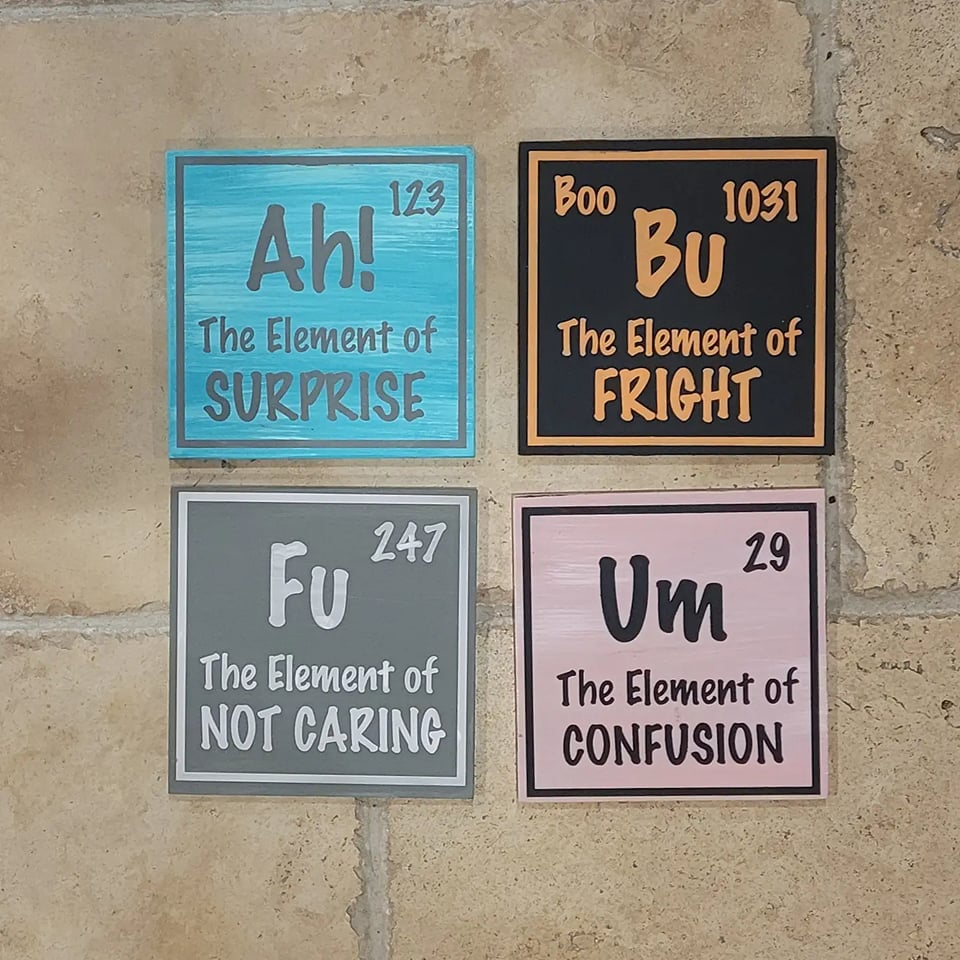 123
Ah!
The Element of
SURPRISE
Boo 1031
Bu
The Element of
FRIGHT
247
Fu
The Element of
NOT CARING
29
Um
The Element of
CONFUSION